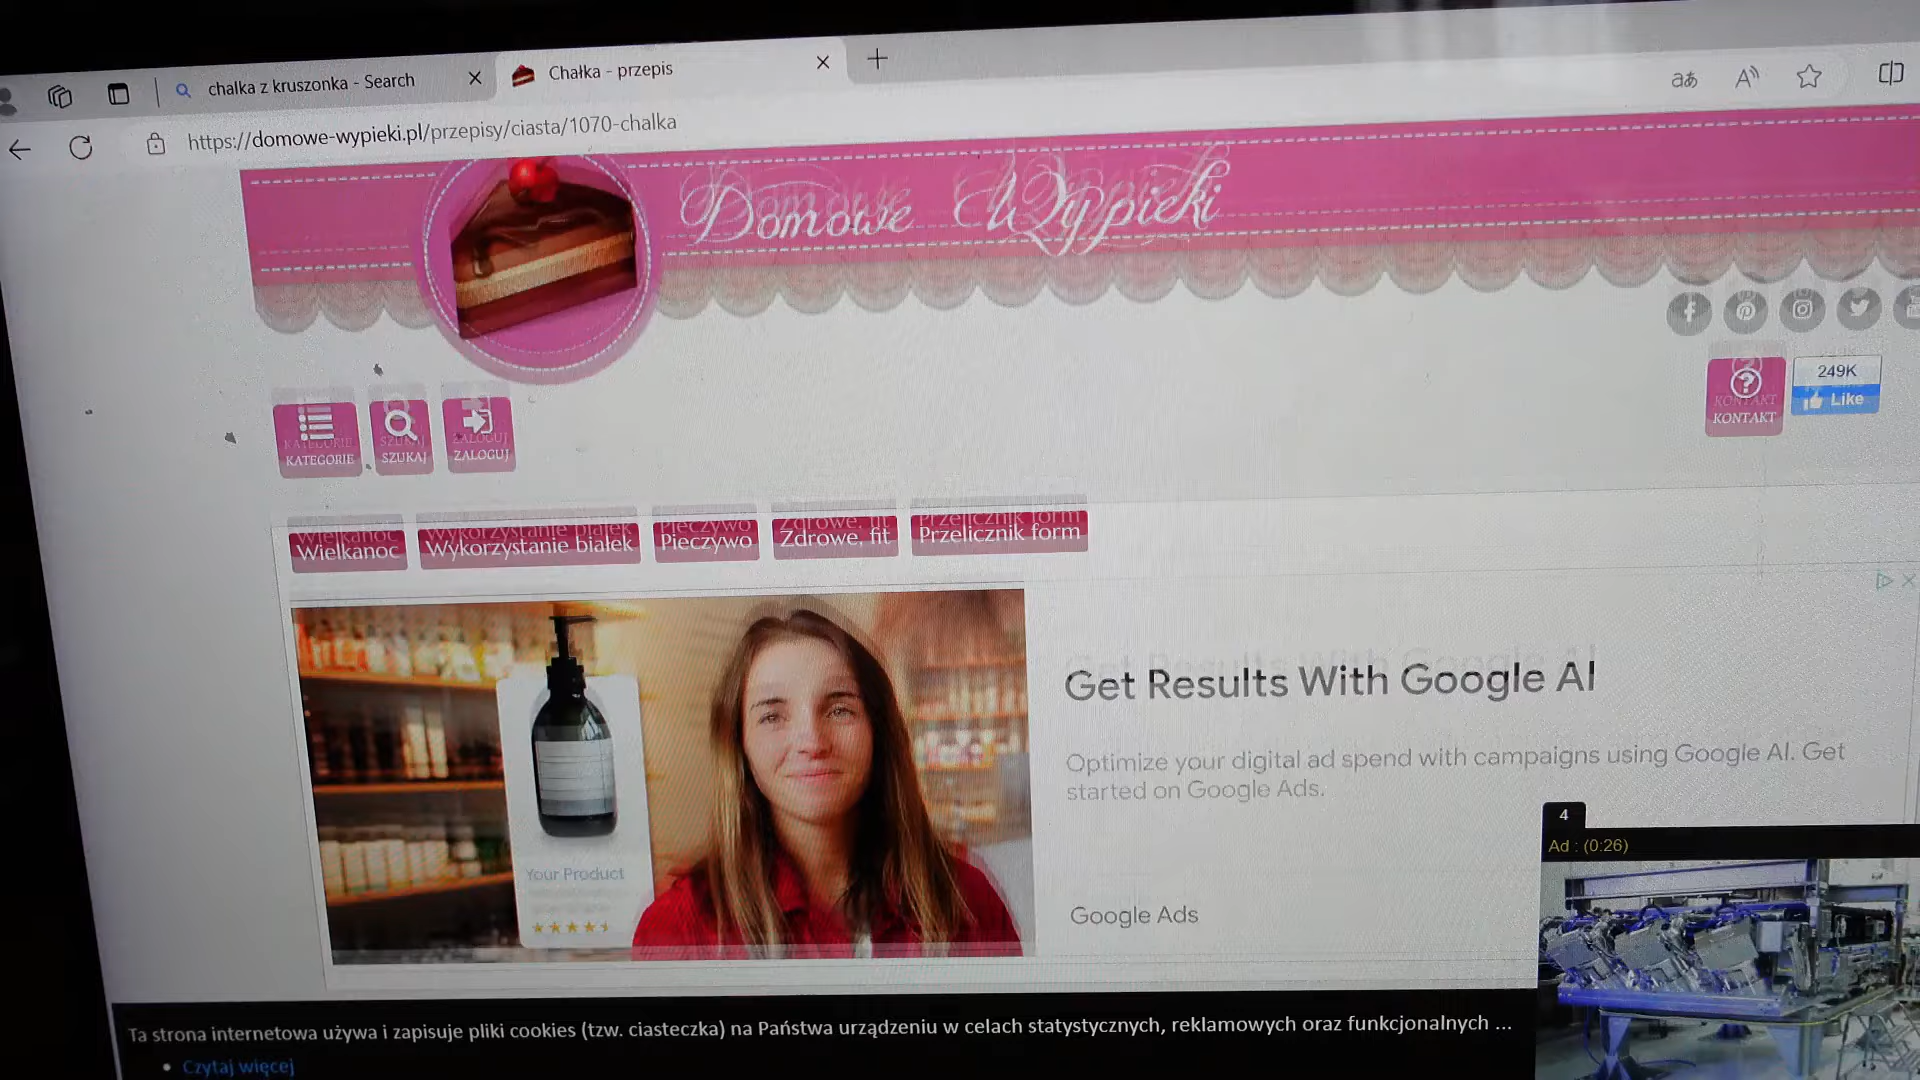 chalka z kruszonka - Search
Chałka - przepis
https://domowe-wypieki.pl/przepisy/ciasta/1070-chalka
Domowe Wypieki
KATEGORIE
SZUKAJ
ZALOGUJ
KONTAKT
249K
Like
Wielkanoc
Wykorzystanie białek
Pieczywo
Zdrowe, fit
Przelicznik form
Your Product
Get Results With Google AI
Optimize your digital ad spend with campaigns using Google AI. Get
started on Google Ads.
Google Ads
4
Ad : (0:26)
Ta strona internetowa używa i zapisuje pliki cookies (tzw. ciasteczka) na Państwa urządzeniu w celach statystycznych, reklamowych oraz funkcjonalnych ...
Czytaj więcej